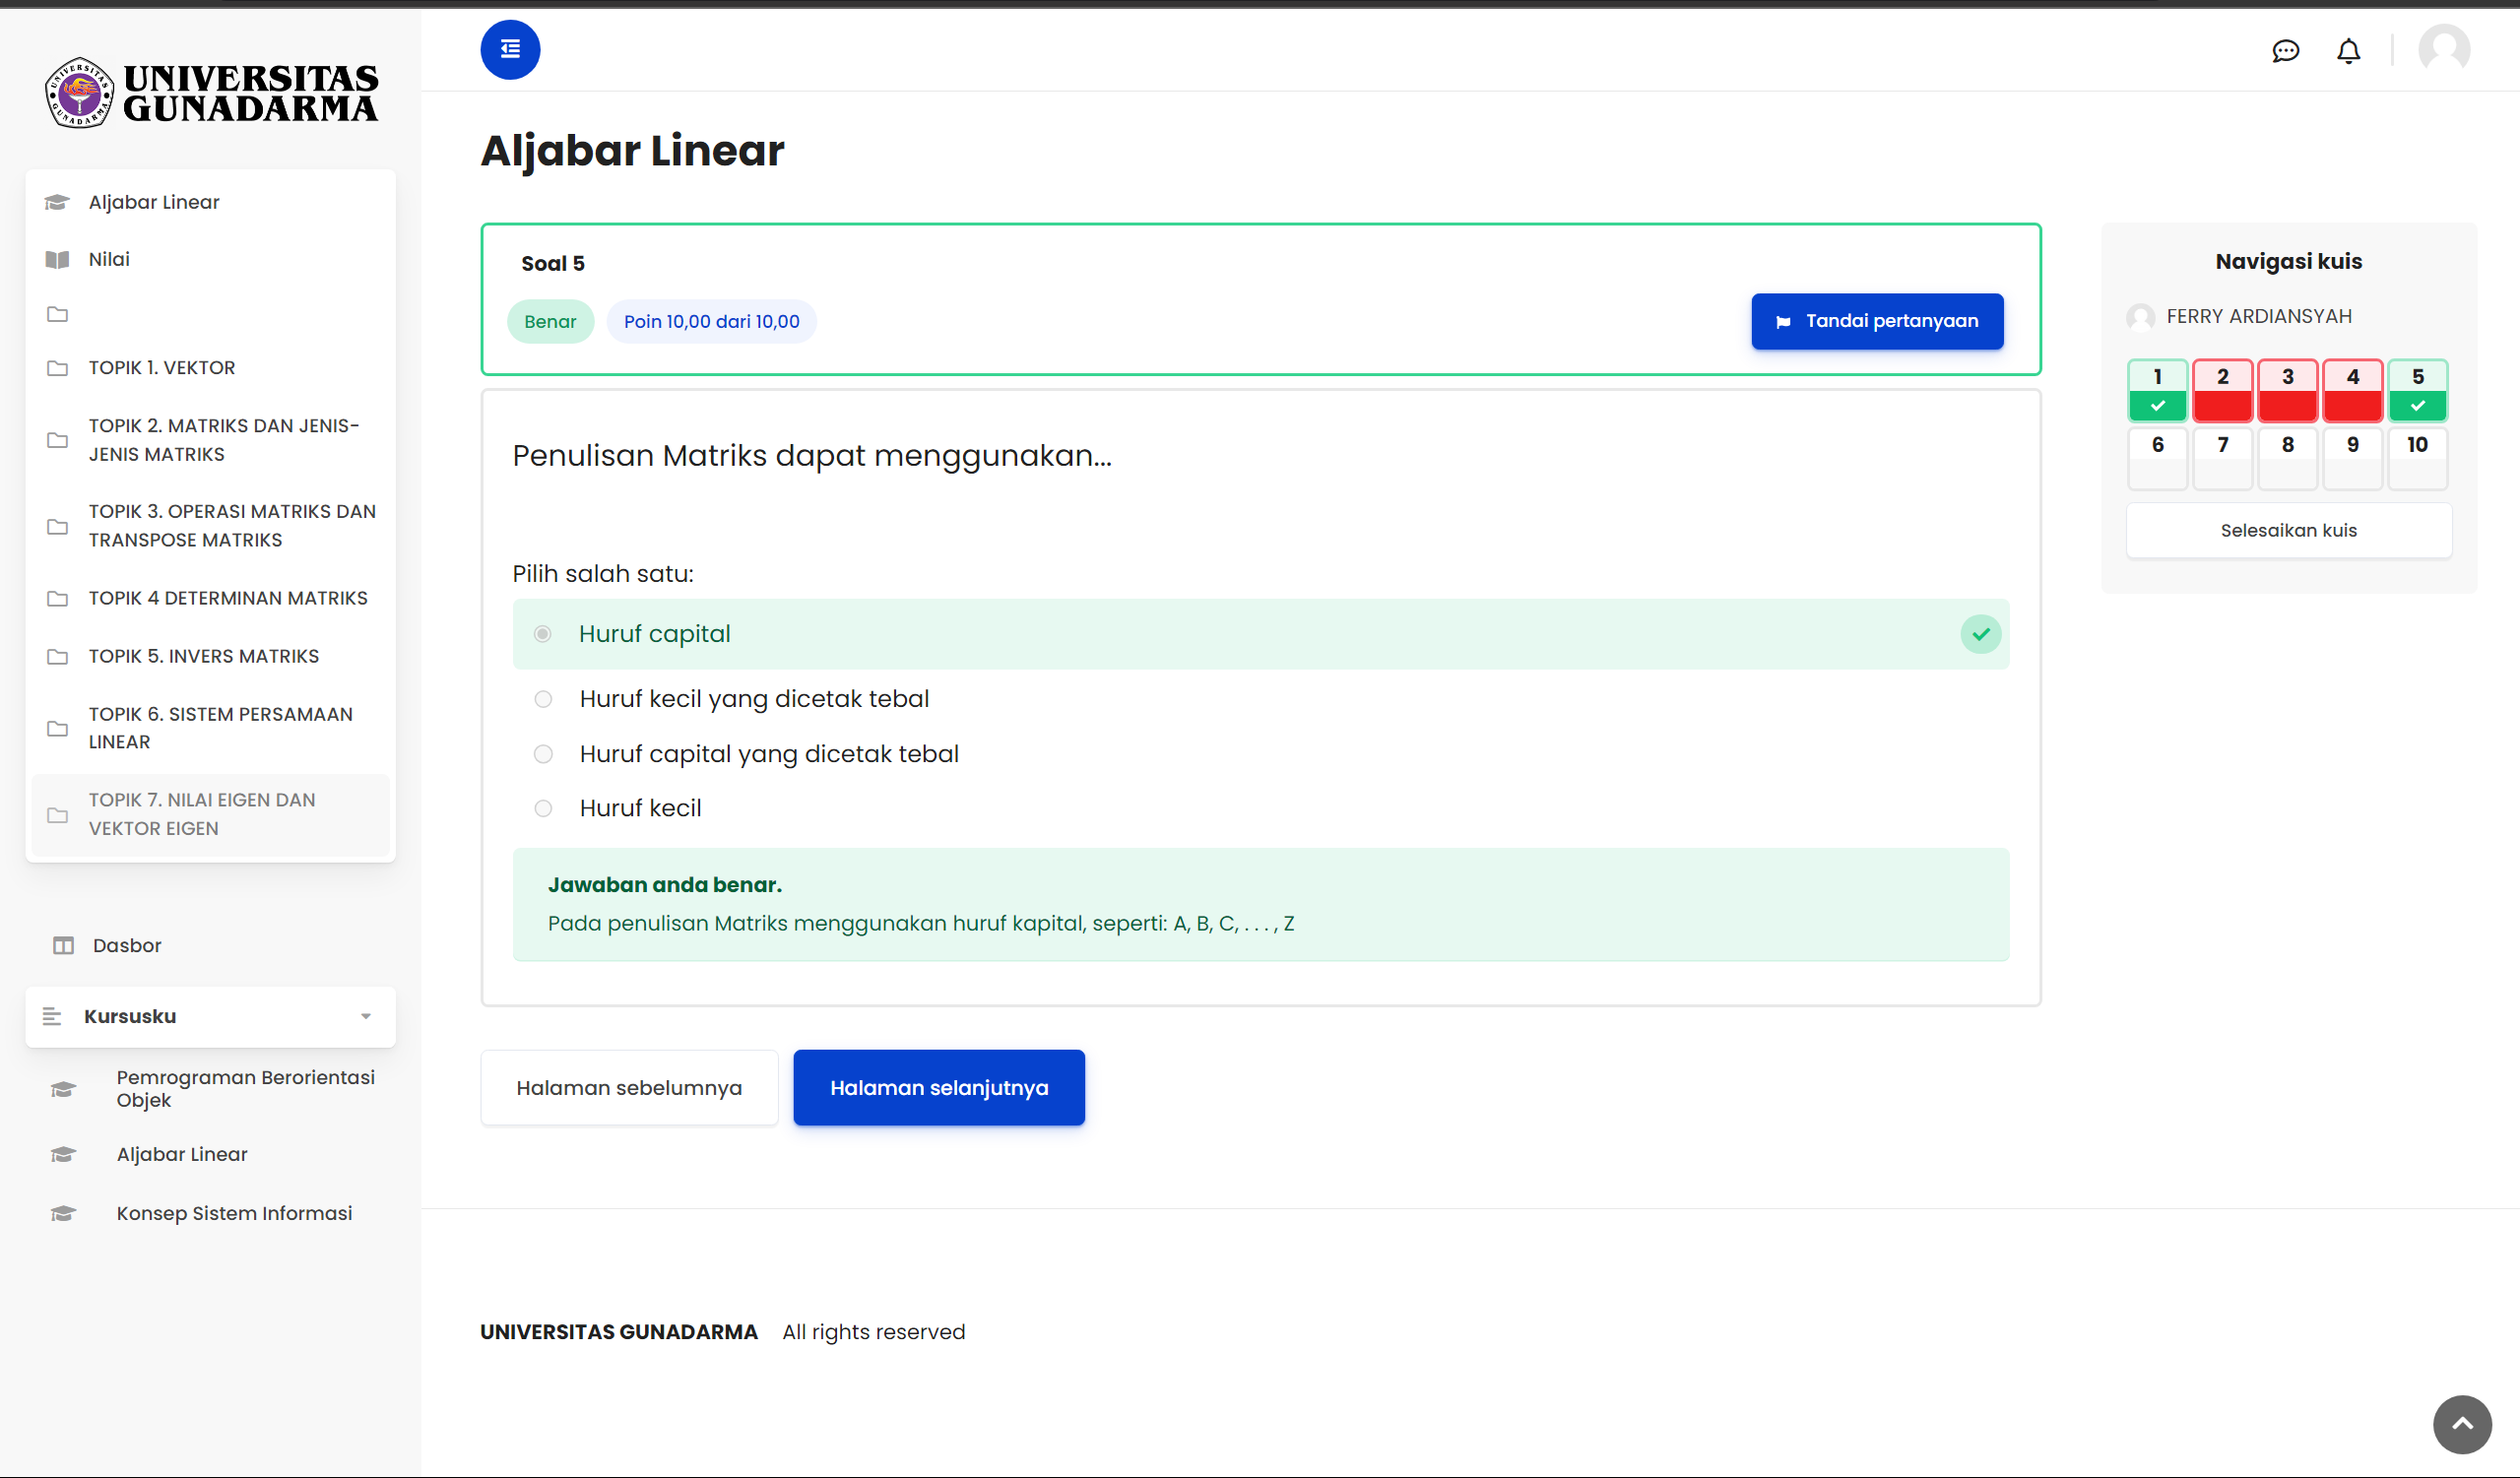 UNIVERSITAS
GUNADARMA
Aljabar Linear
Nilai
TOPIK 1. VEKTOR
TOPIK 2. MATRIKS DAN JENIS-
JENIS MATRIKS
TOPIK 3. OPERASI MATRIKS DAN
TRANSPOSE MATRIKS
TOPIK 4 DETERMINAN MATRIKS
TOPIK 5. INVERS MATRIKS
TOPIK 6. SISTEM PERSAMAAN
LINEAR
TOPIK 7. NILAI EIGEN DAN
VEKTOR EIGEN
Dasbor
Kursusku
Pemrograman Berorientasi
Objek
Aljabar Linear
Konsep Sistem Informasi
Aljabar Linear
Soal 5
Benar
Poin 10,00 dari 10,00
Tandai pertanyaan
Penulisan Matriks dapat menggunakan...
Pilih salah satu:
Huruf capital
Huruf kecil yang dicetak tebal
Huruf capital yang dicetak tebal
Huruf kecil
Jawaban anda benar.
Pada penulisan Matriks menggunakan huruf kapital, seperti: A, B, C, . . . , Z
Halaman sebelumnya
Halaman selanjutnya
Navigasi kuis
FERRY ARDIANSYAH
1 2 3 4 5
6 7 8 9 10
Selesaikan kuis
UNIVERSITAS GUNADARMA All rights reserved